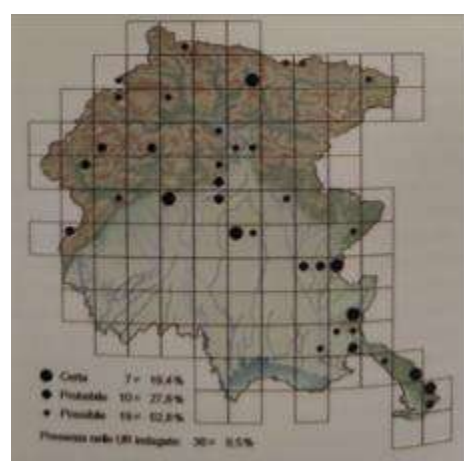 Certa 7 = 19,4%
Probabile 10 = 27,8%
Possibile 19 = 52,8%
Presenza nelle UR indagate 36 = 8,5%